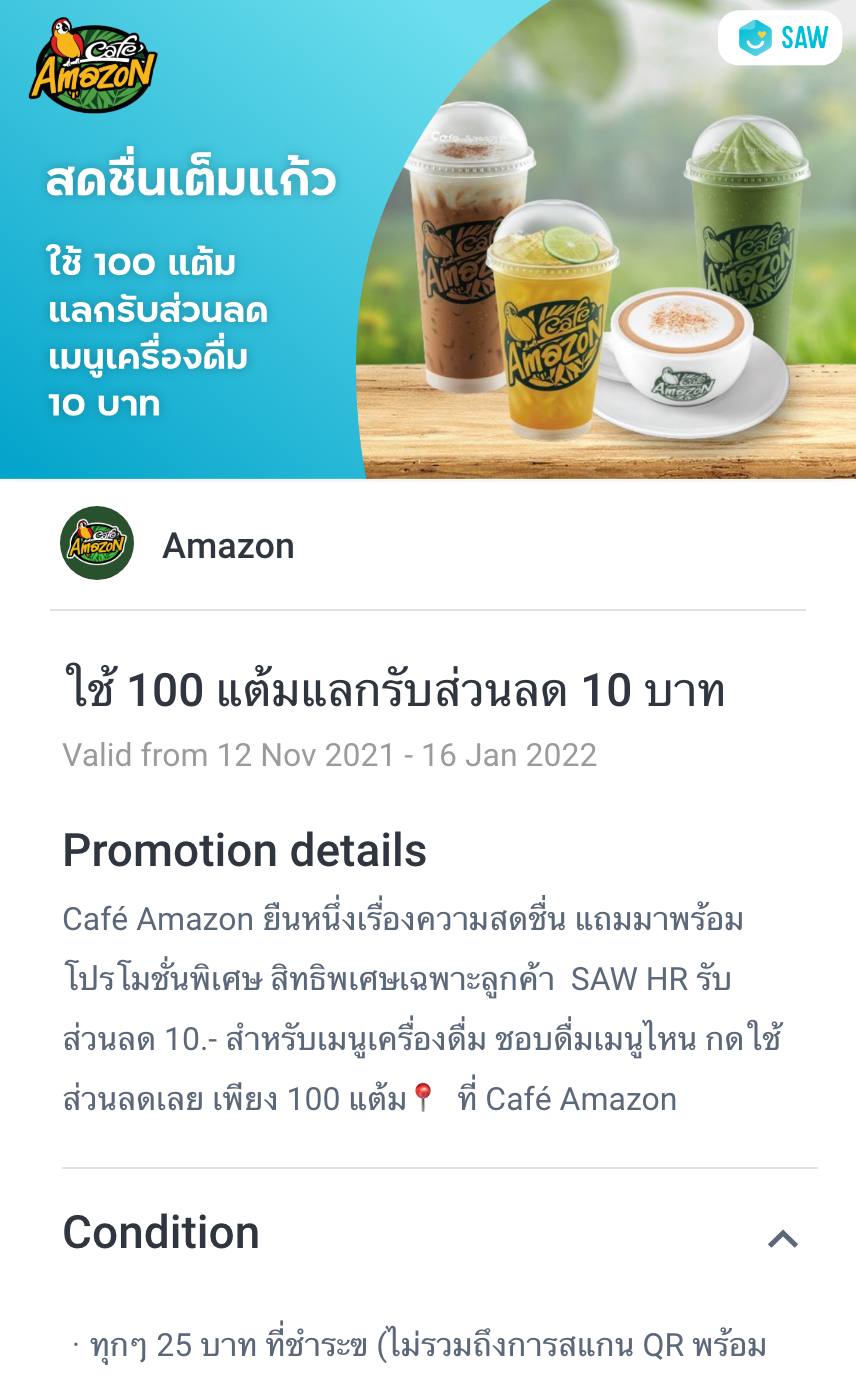 Café
Amazon
SAW
สดชื่นเต็มแก้ว
ใช้ 100 แต้ม
แลกรับส่วนลด
เมนูเครื่องดื่ม
10 บาท
Café
Amazon
Café
Amazon
Café
Amazon
Café
Amazon
Café
Amazon
Amazon
ใช้ 100 แต้มแลกรับส่วนลด 10 บาท
Valid from 12 Nov 2021 - 16 Jan 2022
Promotion details
Café Amazon ยืนหนึ่งเรื่องความสดชื่น แถมมาพร้อม
โปรโมชั่นพิเศษ สิทธิพเศษเฉพาะลูกค้า SAW HR รับ
ส่วนลด 10.- สำหรับเมนูเครื่องดื่ม ชอบดื่มเมนูไหน กดใช้
ส่วนลดเลย เพียง 100 แต้ม📍 ที่ Café Amazon
Condition
· ทุกๆ 25 บาท ที่ชำระฃ (ไม่รวมถึงการสแกน QR พร้อม